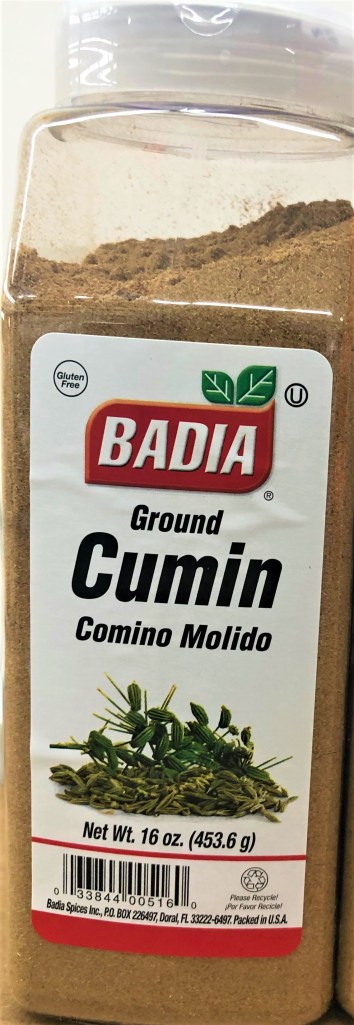 Gluten
Free
U
BADIA
®
Ground
Cumin
Comino Molido
Net Wt. 16 oz. (453.6 g)
0 33844 00516 0
Please Recycle!
¡Por Favor Recicle!
Badia Spices Inc., P.O. BOX 226497, Doral, FL 33222-6497. Packed in U.S.A.